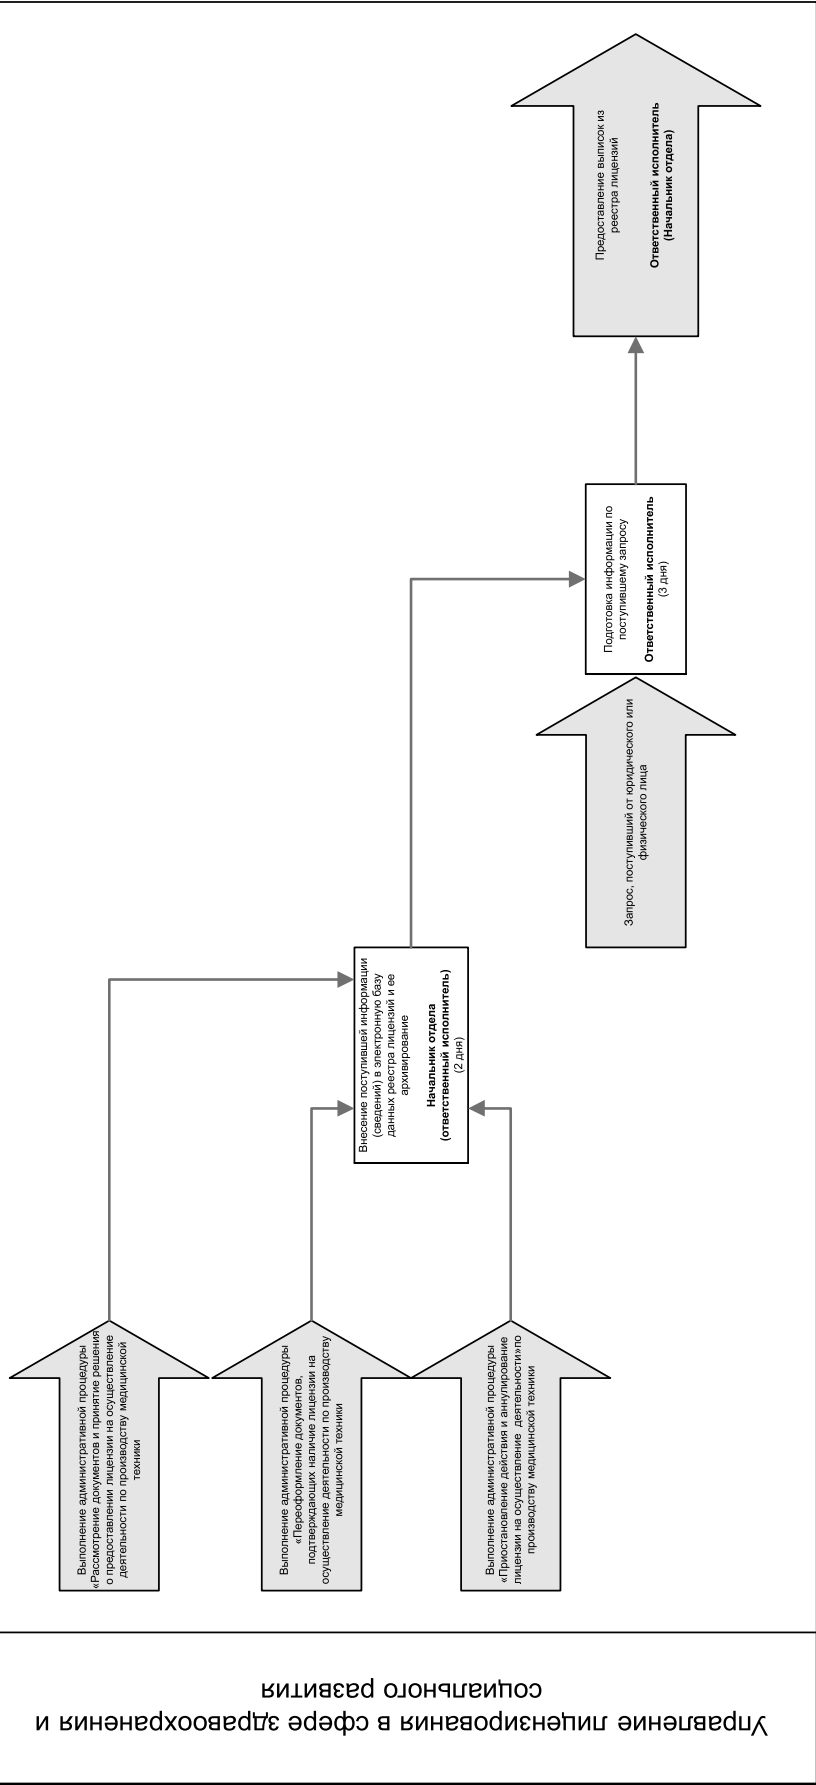 Управление лицензирования в сфере здравоохранения и
социального развития
Выполнение административной процедуры
«Рассмотрение документов и принятие решения
о предоставлении лицензии на осуществление
деятельности по производству медицинской
техники
Выполнение административной процедуры
«Переоформление документов,
подтверждающих наличие лицензии на
осуществление деятельности по производству
медицинской техники
Выполнение административной процедуры
«Приостановление действия и аннулирование
лицензии на осуществление деятельности»по
производству медицинской техники
Внесение поступившей информации
(сведений) в электронную базу
данных реестра лицензий и ее
архивирование
Начальник отдела
(ответственный исполнитель)
(2 дня)
Запрос, поступивший от юридического или
физического лица
Подготовка информации по
поступившему запросу
Ответственный исполнитель
(3 дня)
Предоставление выписок из
реестра лицензий
Ответственный исполнитель
(Начальник отдела)